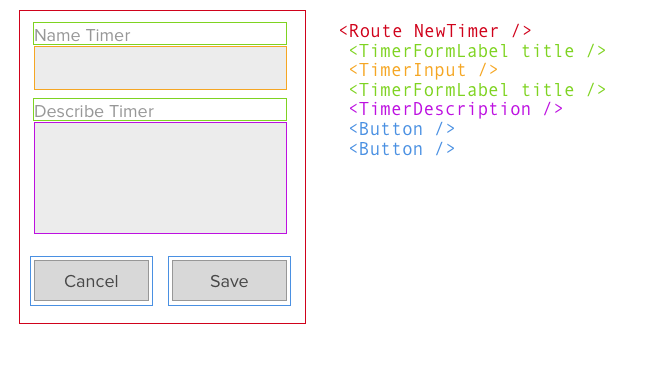 Name Timer
Describe Timer
Cancel Save
<Route NewTimer />
<TimerFormLabel title />
<TimerInput />
<TimerFormLabel title />
<TimerDescription />
<Button />
<Button />